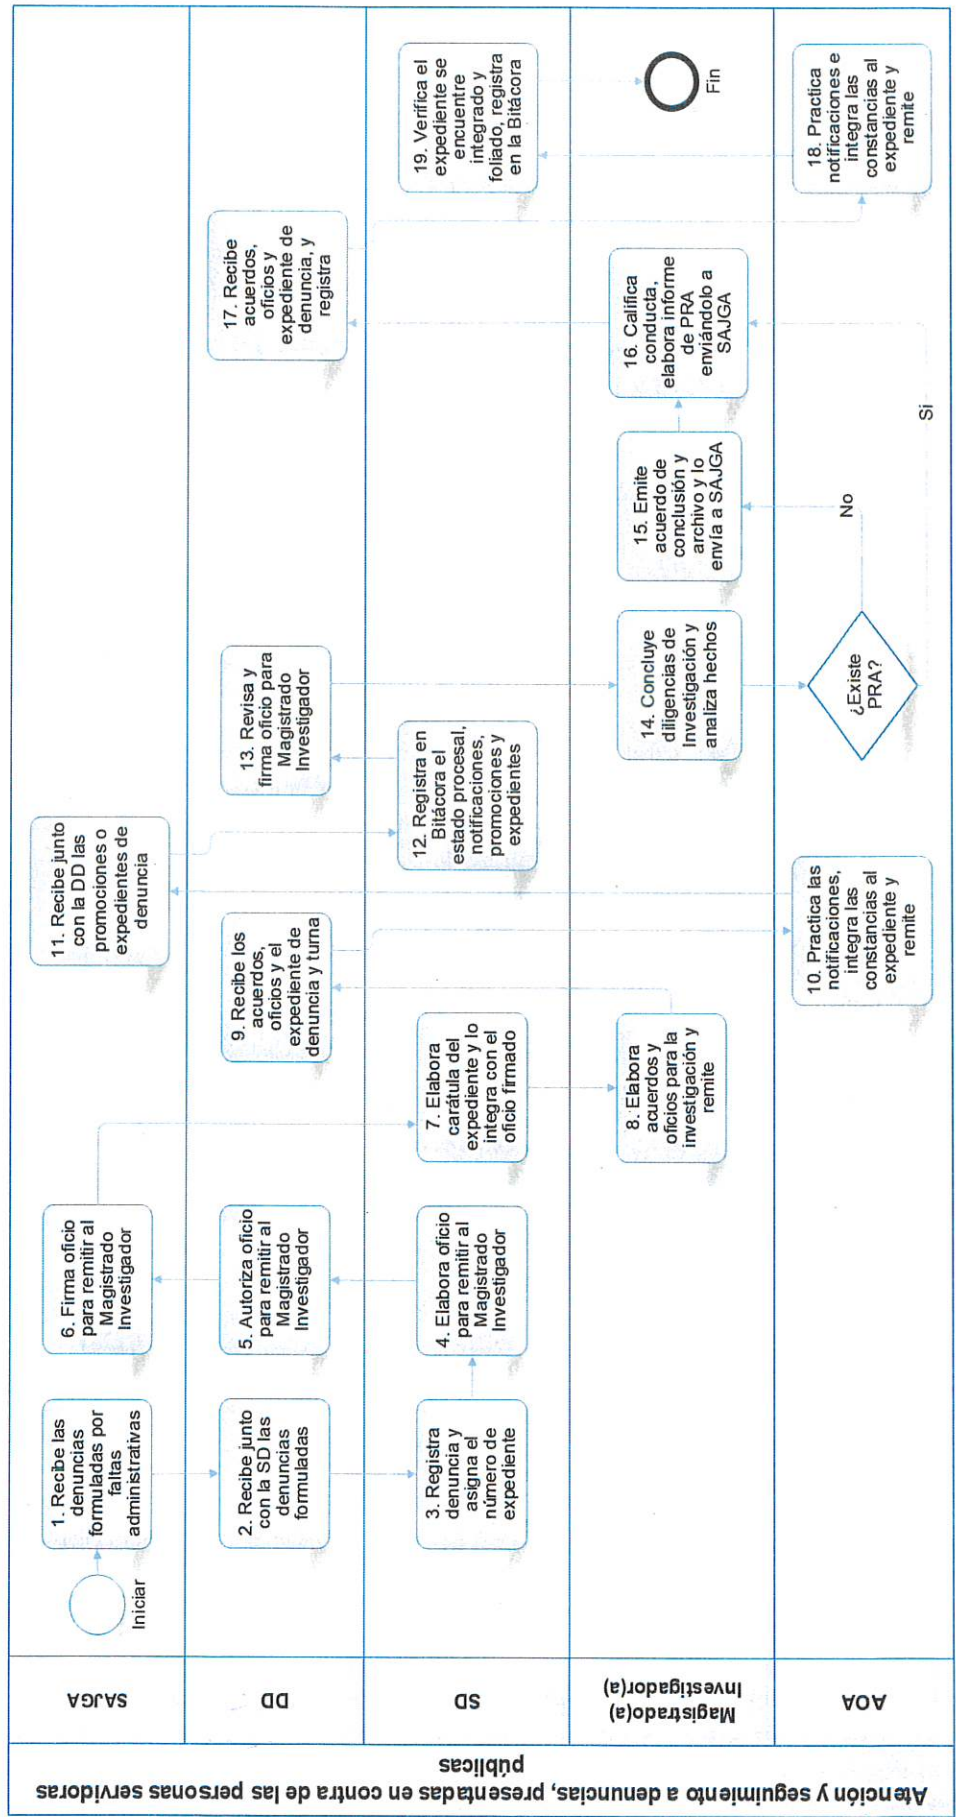 Atención y seguimiento a denuncias, presentadas en contra de las personas servidoras
públicas
SAJGA
DD
SD
Magistrado(a)
Investigador(a)
AOA
Iniciar
1. Recibe las
denuncias
formuladas por
faltas
administrativas
2. Recibe junto
con la SD las
denuncias
formuladas
3. Registra
denuncia y
asigna el
número de
expediente
4. Elabora oficio
para remitir al
Magistrado
Investigador
5. Autoriza oficio
para remitir al
Magistrado
Investigador
6. Firma oficio
para remitir al
Magistrado
Investigador
7. Elabora
carátula del
expediente y lo
integra con el
oficio firmado
8. Elabora
acuerdos y
oficios para la
investigación y
remite
9. Recibe los
acuerdos,
oficios y el
expediente de
denuncia y turna
10. Practica las
notificaciones,
integra las
constancias al
expediente y
remite
11. Recibe junto
con la DD las
promociones o
expedientes de
denuncia
12. Registra en
Bitácora el
estado procesal,
notificaciones,
promociones y
expedientes
13. Revisa y
firma oficio para
Magistrado
Investigador
14. Concluye
diligencias de
Investigación y
analiza hechos
¿Existe
PRA?
No
Si
15. Emite
acuerdo de
conclusión y
archivo y lo
envía a SAJGA
16. Califica
conducta,
elabora informe
de PRA
enviándolo a
SAJGA
17. Recibe
acuerdos,
oficios y
expediente de
denuncia, y
registra
18. Practica
notificaciones e
integra las
constancias al
expediente y
remite
19. Verifica el
expediente se
encuentre
integrado y
foliado, registra
en la Bitácora
Fin